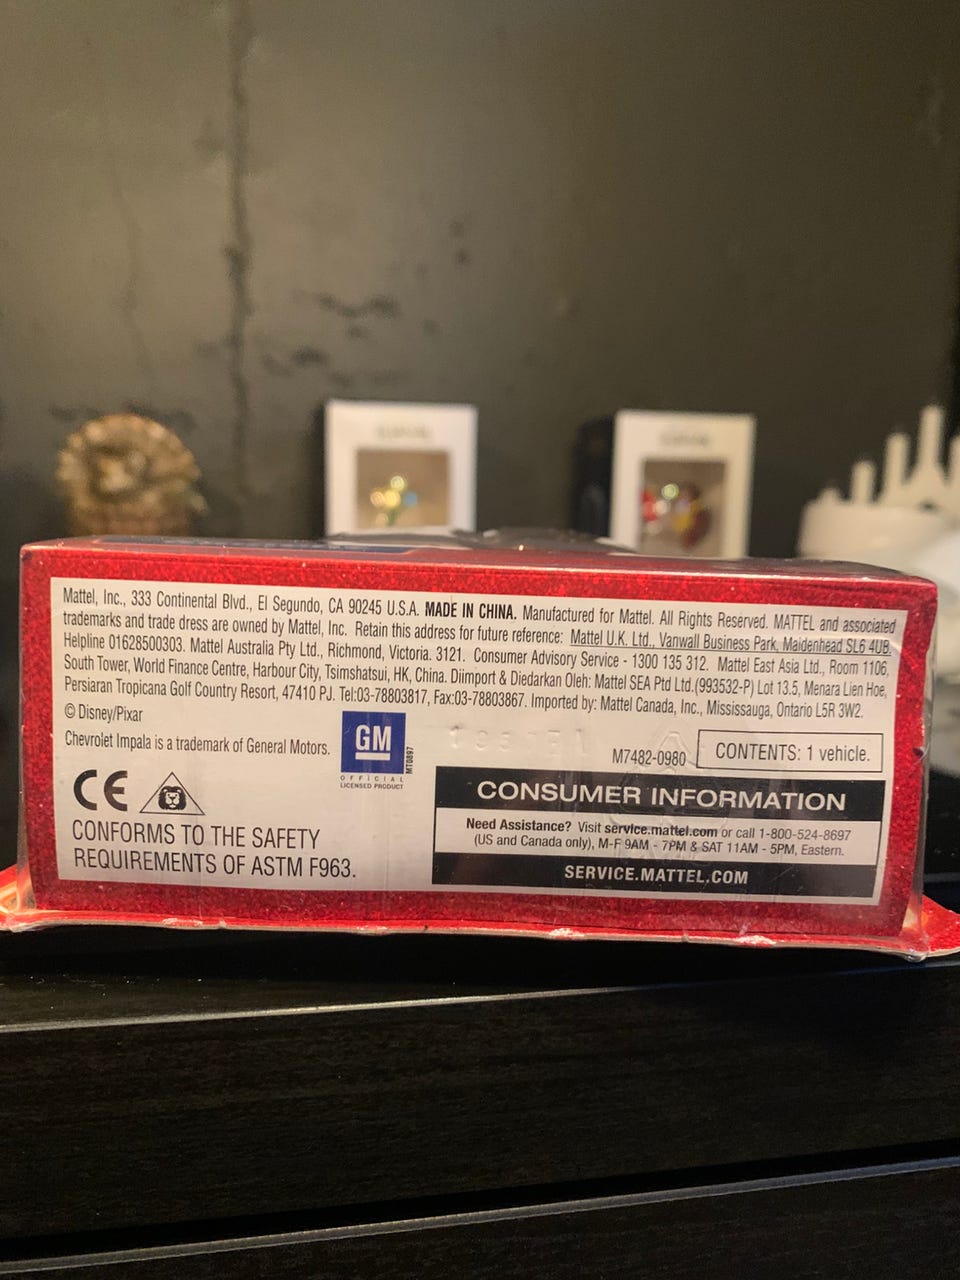 Mattel, Inc., 333 Continental Blvd., El Segundo, CA 90245 U.S.A. MADE IN CHINA. Manufactured for Mattel. All Rights Reserved. MATTEL and associated
trademarks and trade dress are owned by Mattel, Inc. Retain this address for future reference: Mattel U.K. Ltd., Vanwall Business Park, Maidenhead SL6 4UB.
Helpline 01628500303. Mattel Australia Pty Ltd., Richmond, Victoria. 3121. Consumer Advisory Service - 1300 135 312. Mattel East Asia Ltd., Room 1106,
South Tower, World Finance Centre, Harbour City, Tsimshatsui, HK, China. Diimport & Diedarkan Oleh: Mattel SEA Ptd Ltd.(993532-P) Lot 13.5, Menara Lien Hoe,
Persiaran Tropicana Golf Country Resort, 47410 PJ. Tel:03-78803817, Fax:03-78803867. Imported by: Mattel Canada, Inc., Mississauga, Ontario L5R 3W2.
© Disney/Pixar
Chevrolet Impala is a trademark of General Motors.
GM
OFFICIAL
LICENSED PRODUCT
MT0897
M7482-0980
CONTENTS: 1 vehicle.
CE
CONFORMS TO THE SAFETY
REQUIREMENTS OF ASTM F963.
CONSUMER INFORMATION
Need Assistance? Visit service.mattel.com or call 1-800-524-8697
(US and Canada only), M-F 9AM - 7PM & SAT 11AM - 5PM, Eastern.
SERVICE.MATTEL.COM